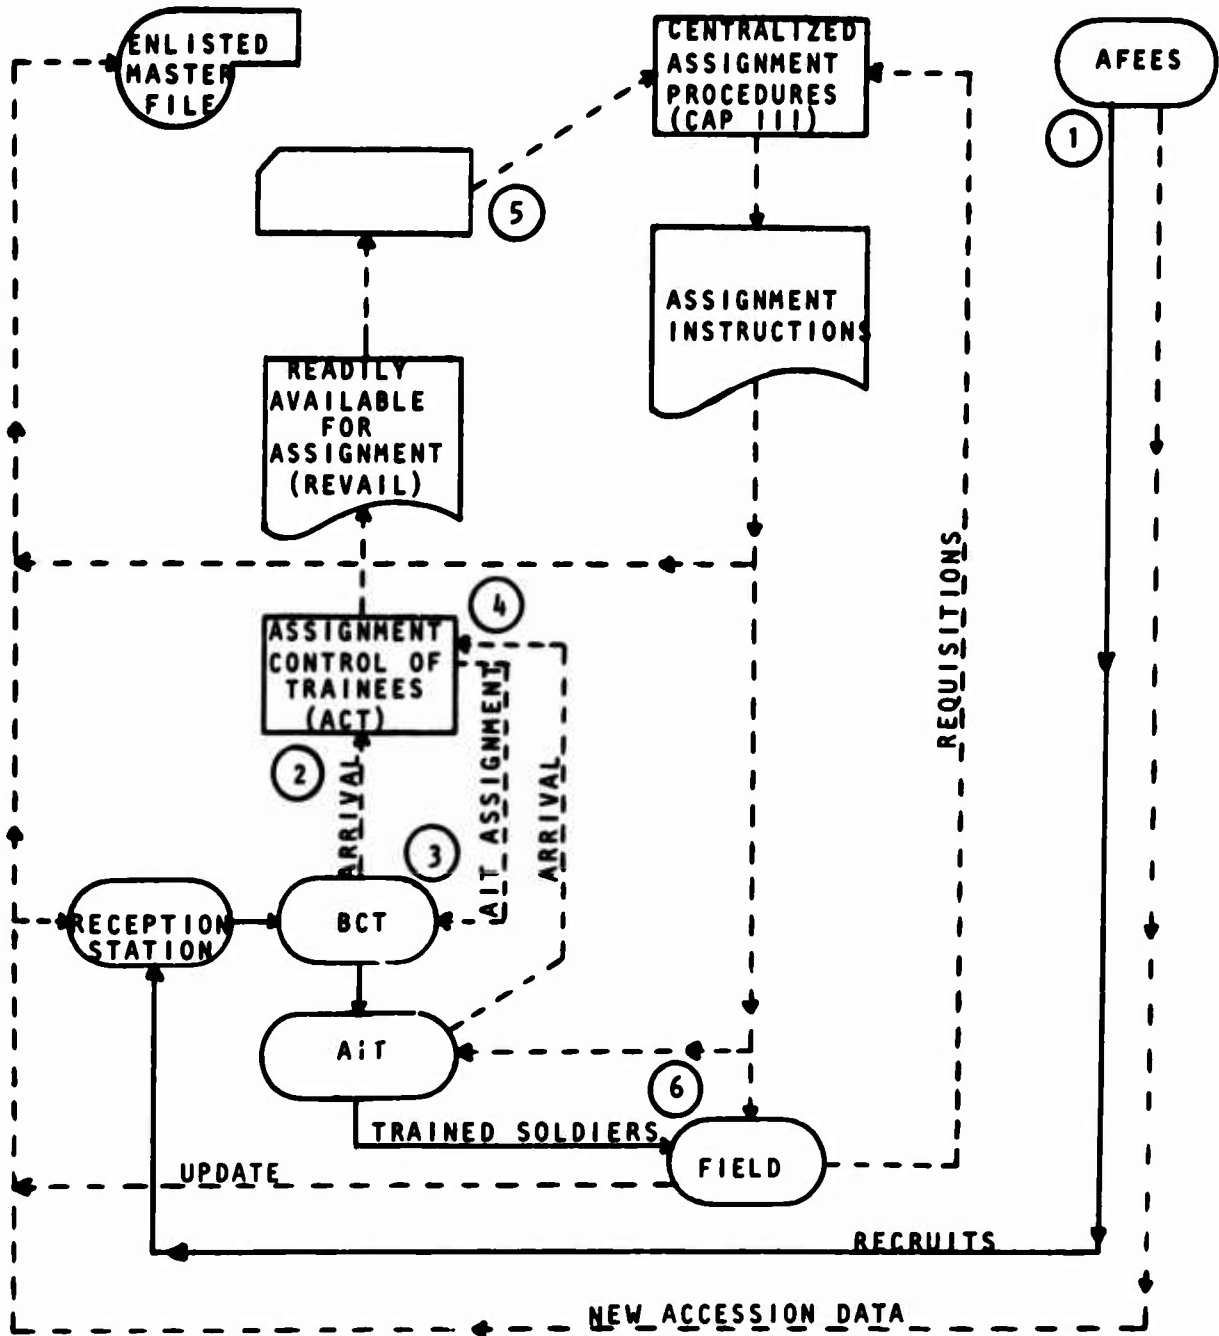 ENLISTED
MASTER
FILE
CENTRALIZED
ASSIGNMENT
PROCEDURES
(CAP III)
AFEES
1
5
ASSIGNMENT
INSTRUCTIONS
READILY
AVAILABLE
FOR
ASSIGNMENT
(REVAIL)
REQUISITIONS
4
ASSIGNMENT
CONTROL OF
TRAINEES
(ACT)
2
ARRIVAL
AIT ASSIGNMENT
ARRIVAL
3
RECEPTION
STATION
BCT
AIT
6
TRAINED SOLDIERS
FIELD
UPDATE
RECRUITS
NEW ACCESSION DATA